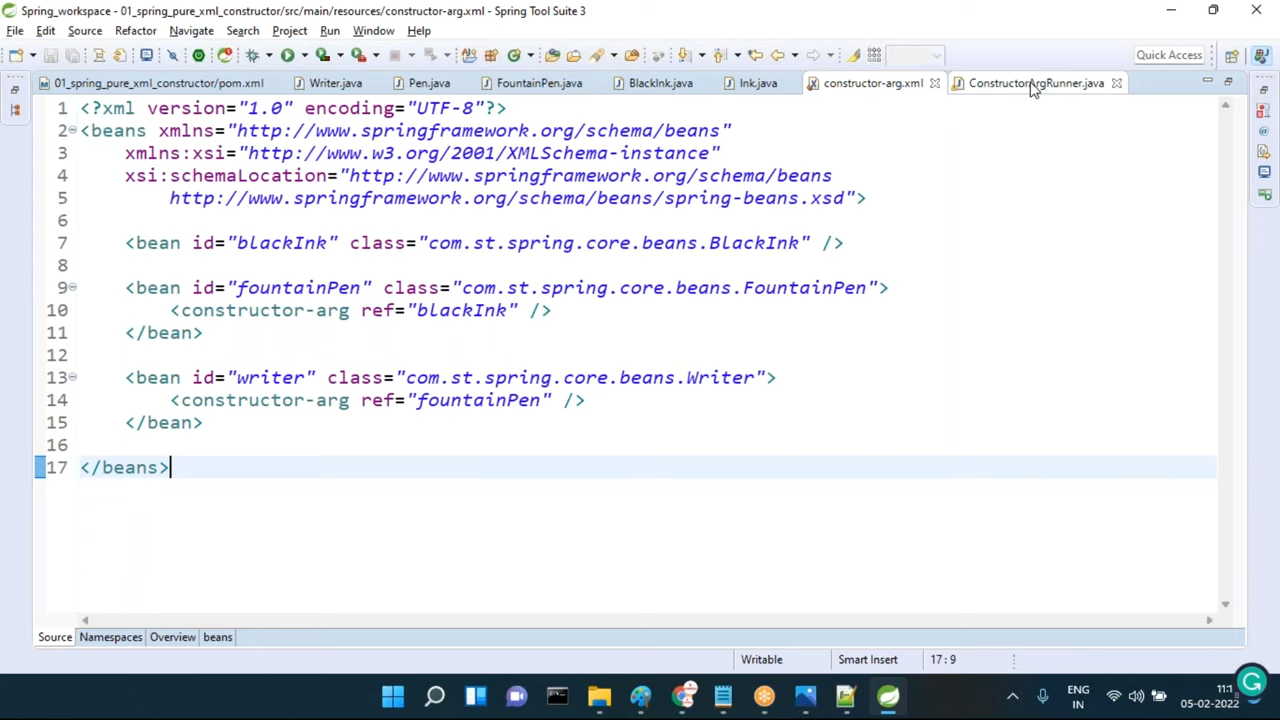 Spring_workspace - 01_spring_pure_xml_constructor/src/main/resources/constructor-arg.xml - Spring Tool Suite 3
File Edit Source Refactor Navigate Search Project Run Window Help
Quick Access
01_spring_pure_xml_constructor/pom.xml Writer.java Pen.java FountainPen.java BlackInk.java Ink.java constructor-arg.xml ConstructorArgRunner.java
1 <?xml version="1.0" encoding="UTF-8"?>
2 <beans xmlns="http://www.springframework.org/schema/beans"
3 xmlns:xsi="http://www.w3.org/2001/XMLSchema-instance"
4 xsi:schemaLocation="http://www.springframework.org/schema/beans
5 http://www.springframework.org/schema/beans/spring-beans.xsd">
6
7 <bean id="blackInk" class="com.st.spring.core.beans.BlackInk" />
8
9 <bean id="fountainPen" class="com.st.spring.core.beans.FountainPen">
10 <constructor-arg ref="blackInk" />
11 </bean>
12
13 <bean id="writer" class="com.st.spring.core.beans.Writer">
14 <constructor-arg ref="fountainPen" />
15 </bean>
16
17 </beans>
Source Namespaces Overview beans
Writable Smart Insert 17:9
ENG
IN
11:1
05-02-2022